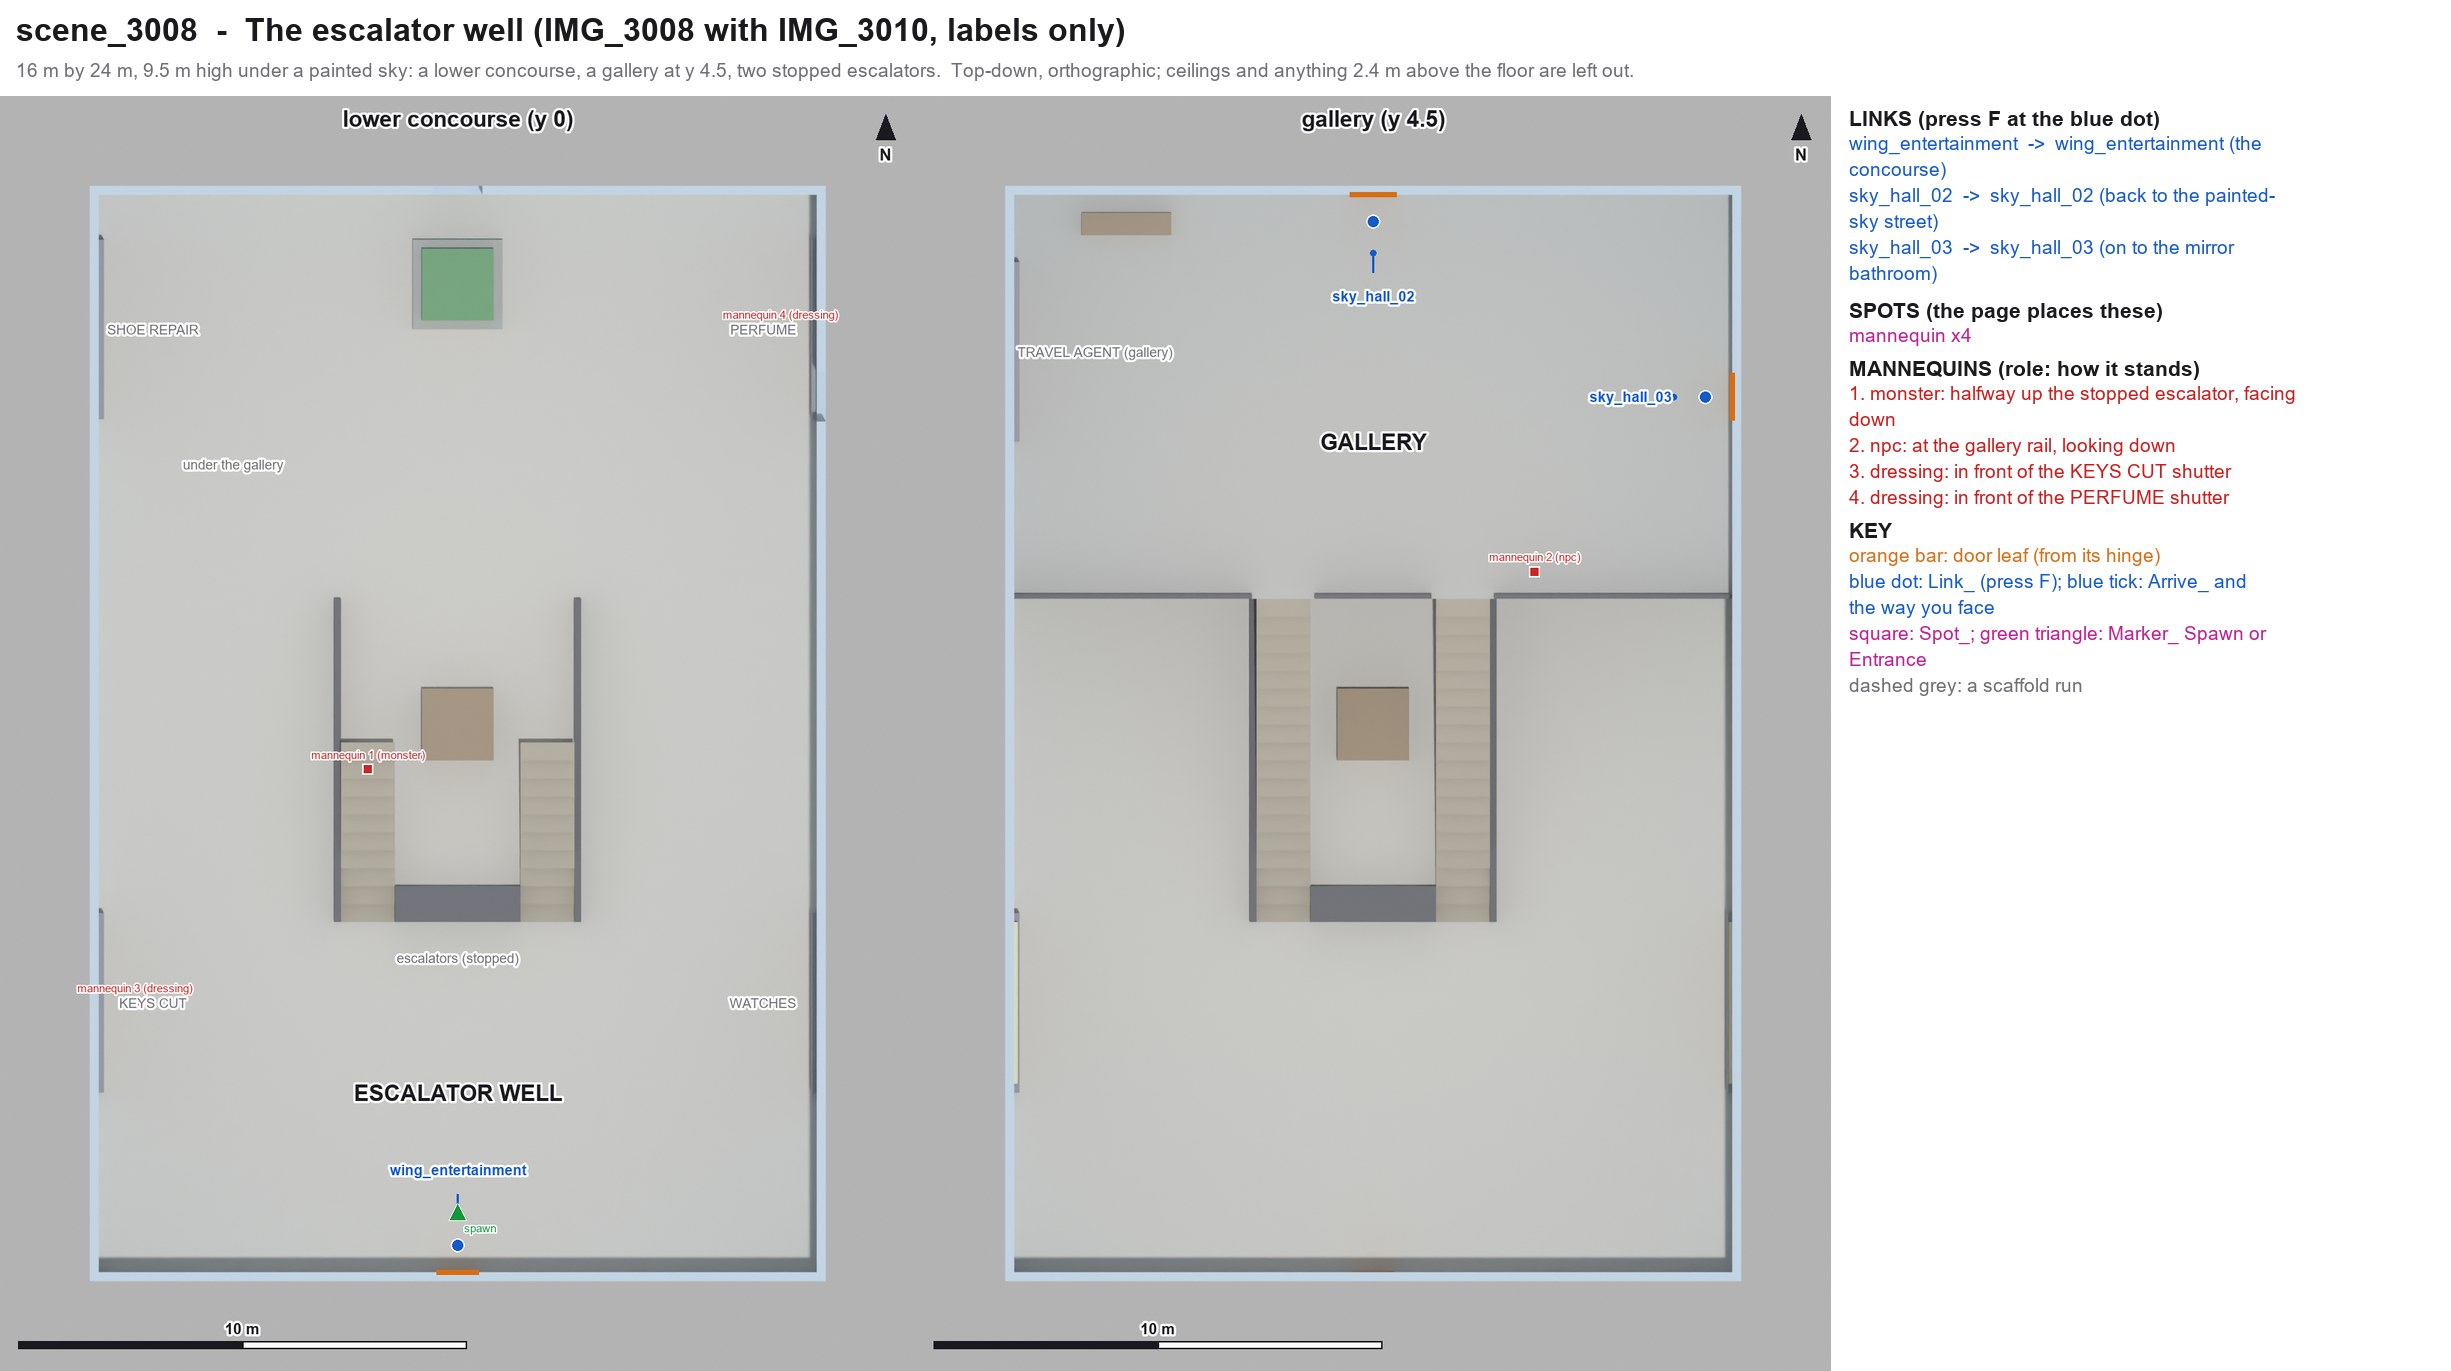 scene_3008 - The escalator well (IMG_3008 with IMG_3010, labels only)
16 m by 24 m, 9.5 m high under a painted sky: a lower concourse, a gallery at y 4.5, two stopped escalators. Top-down, orthographic; ceilings and anything 2.4 m above the floor are left out.
lower concourse (y 0)
N
SHOE REPAIR
mannequin 4 (dressing)
PERFUME
under the gallery
mannequin 1 (monster)
escalators (stopped)
mannequin 3 (dressing)
KEYS CUT
WATCHES
ESCALATOR WELL
wing_entertainment
spawn
10 m
gallery (y 4.5)
N
sky_hall_02
TRAVEL AGENT (gallery)
sky_hall_03
GALLERY
mannequin 2 (npc)
10 m
LINKS (press F at the blue dot)
wing_entertainment -> wing_entertainment (the
concourse)
sky_hall_02 -> sky_hall_02 (back to the painted-
sky street)
sky_hall_03 -> sky_hall_03 (on to the mirror
bathroom)
SPOTS (the page places these)
mannequin x4
MANNEQUINS (role: how it stands)
1. monster: halfway up the stopped escalator, facing
down
2. npc: at the gallery rail, looking down
3. dressing: in front of the KEYS CUT shutter
4. dressing: in front of the PERFUME shutter
KEY
orange bar: door leaf (from its hinge)
blue dot: Link_ (press F); blue tick: Arrive_ and
the way you face
square: Spot_; green triangle: Marker_ Spawn or
Entrance
dashed grey: a scaffold run